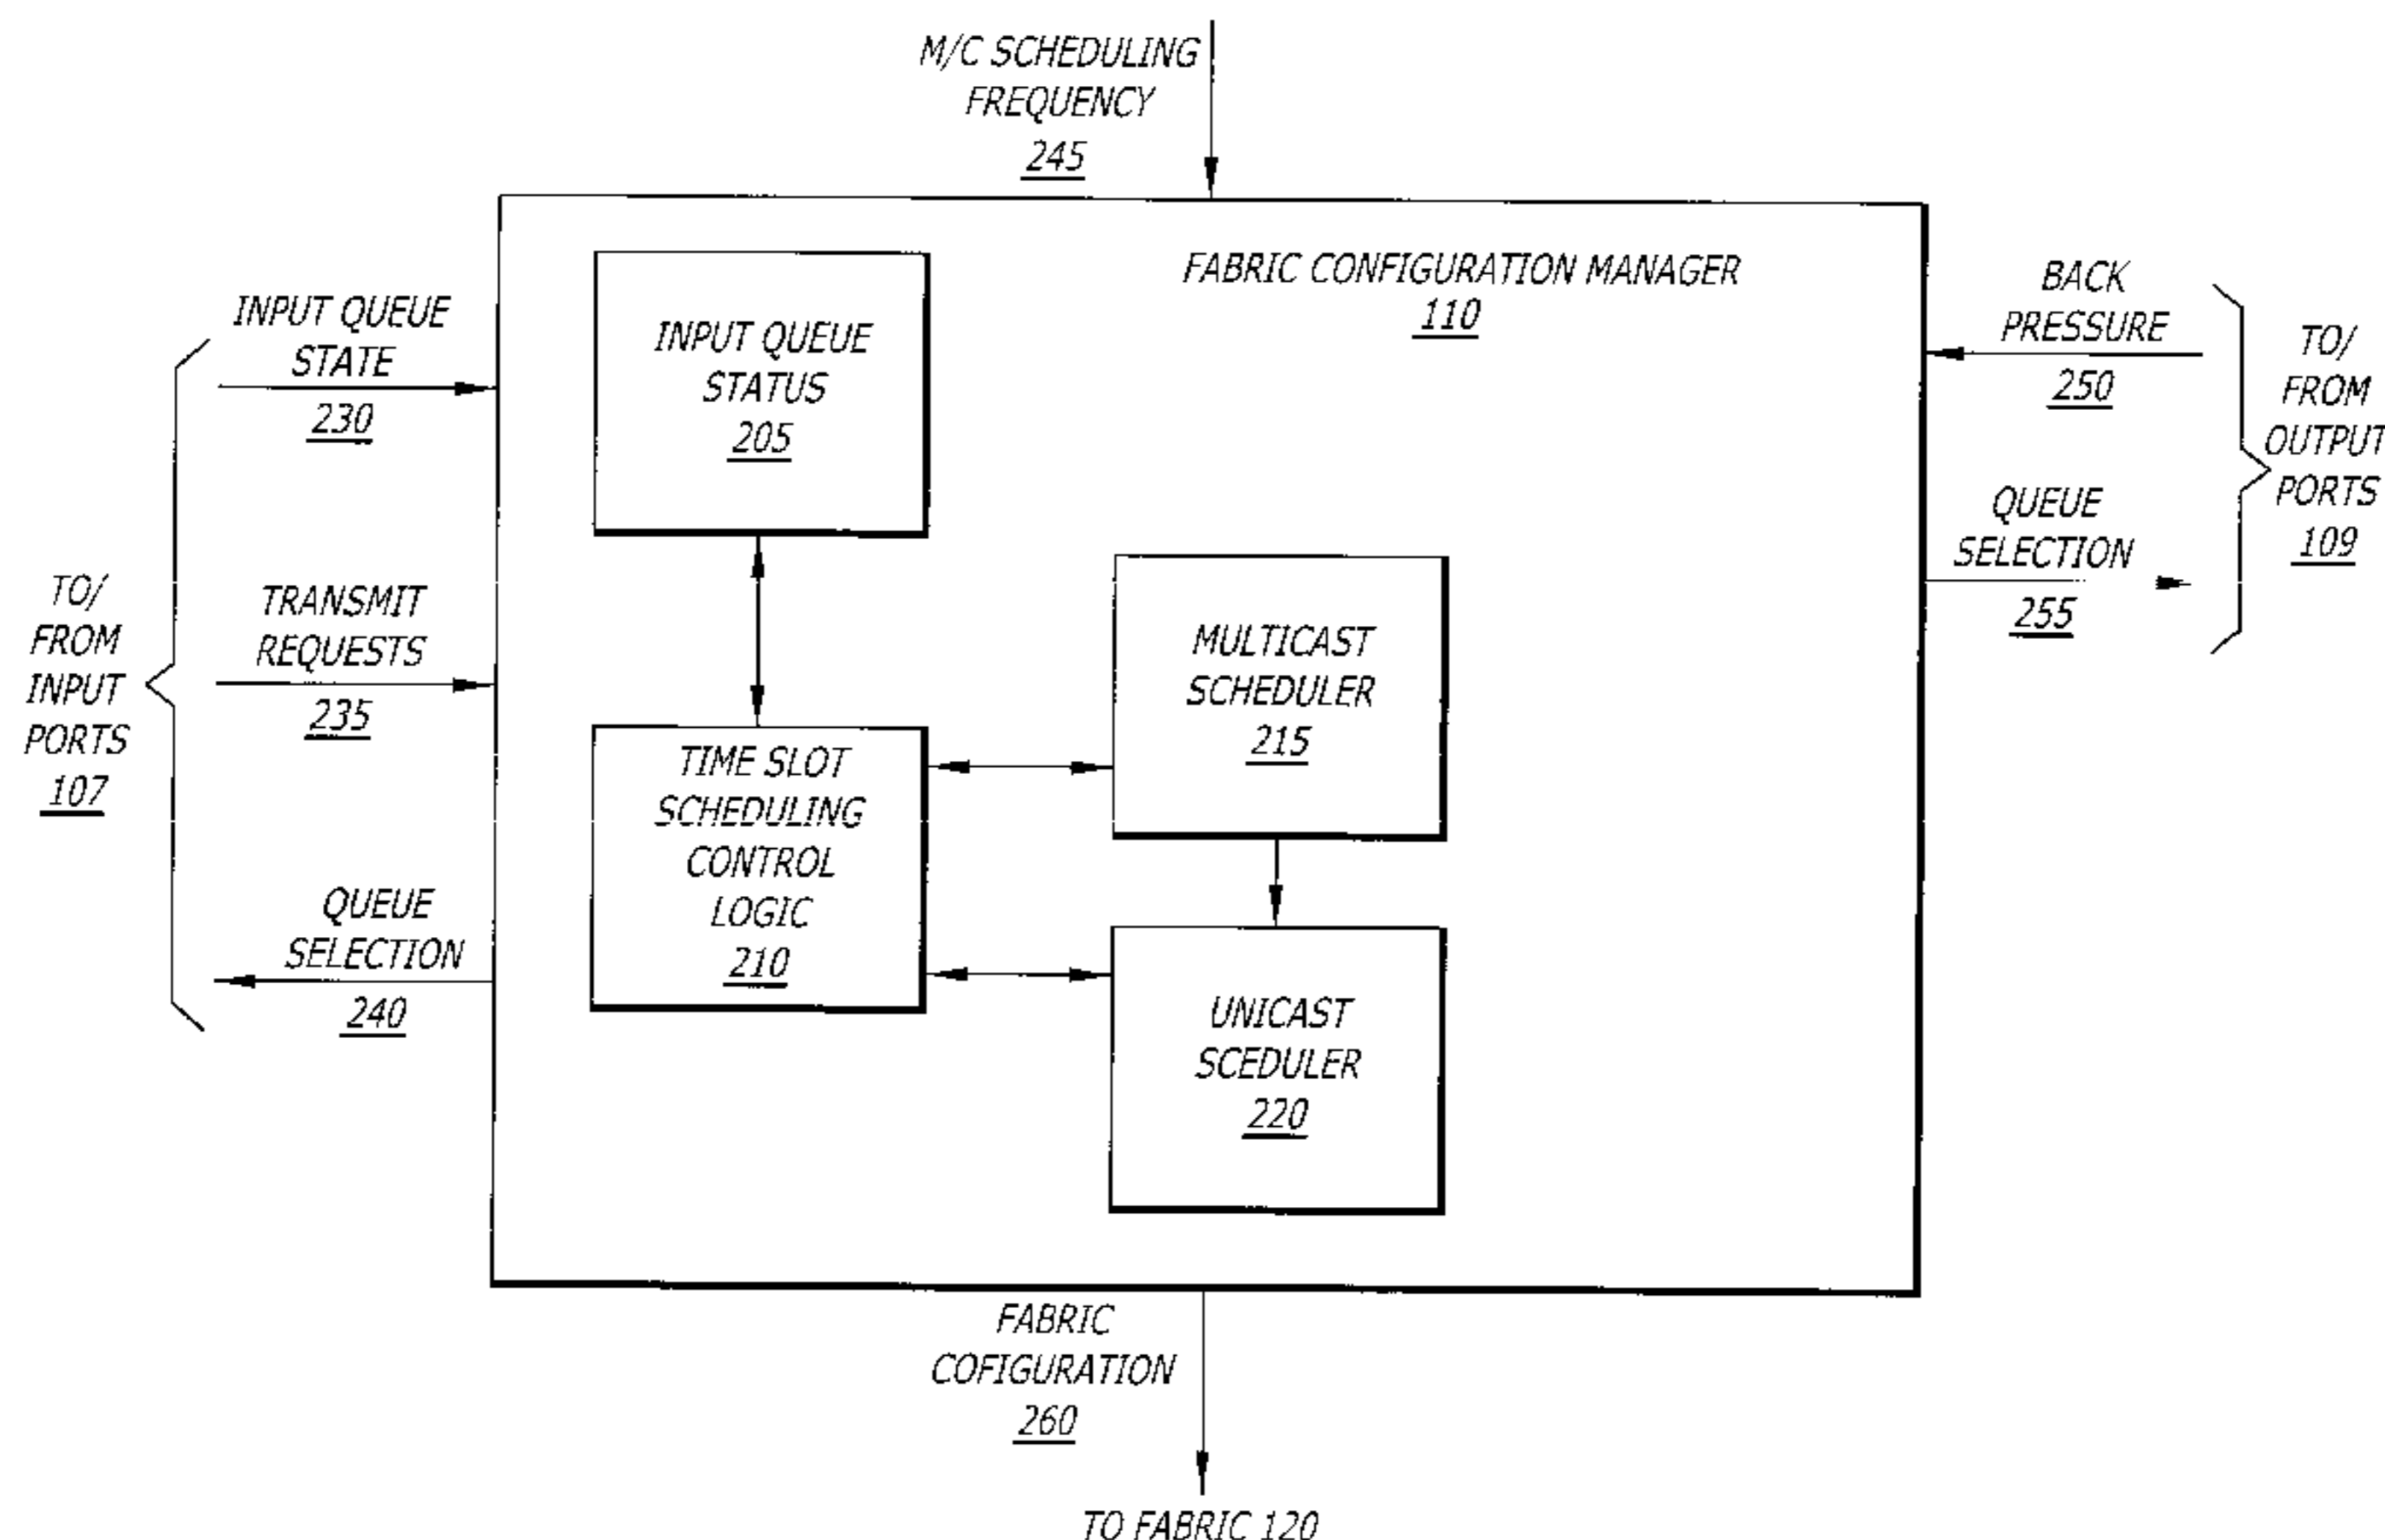 M/C SCHEDULING
FREQUENCY
245
FABRIC CONFIGURATION MANAGER
110
INPUT QUEUE
STATE
230
TRANSMIT
REQUESTS
235
QUEUE
SELECTION
240
TO/
FROM
INPUT
PORTS
107
INPUT QUEUE
STATUS
205
TIME SLOT
SCHEDULING
CONTROL
LOGIC
210
MULTICAST
SCHEDULER
215
UNICAST
SCEDULER
220
BACK
PRESSURE
250
QUEUE
SELECTION
255
TO/
FROM
OUTPUT
PORTS
109
FABRIC
COFIGURATION
260
TO FABRIC 120